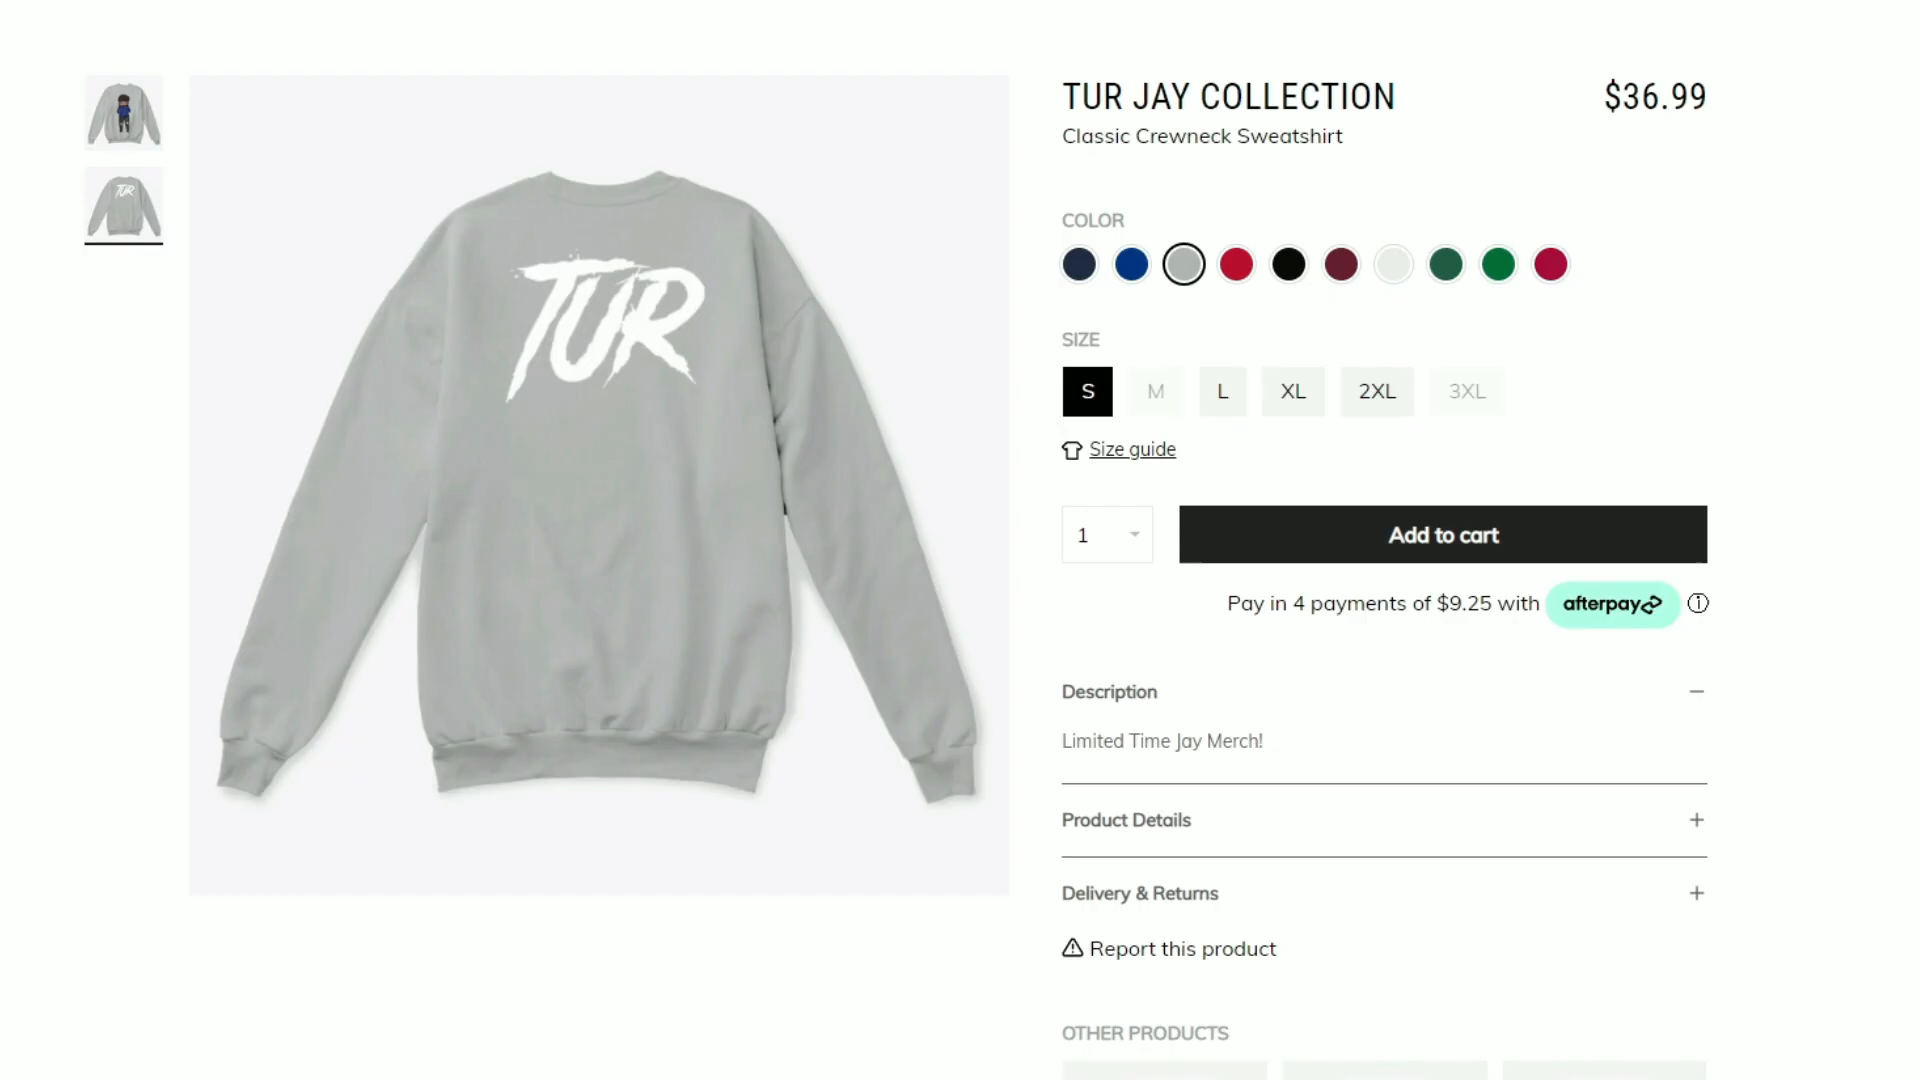 TUR JAY COLLECTION
$36.99
Classic Crewneck Sweatshirt
TUR
TUR
COLOR
SIZE
S
M
L
XL
2XL
3XL
Size guide
1
Add to cart
Pay in 4 payments of $9.25 with afterpay
Description
Limited Time Jay Merch!
Product Details
Delivery & Returns
Report this product
OTHER PRODUCTS